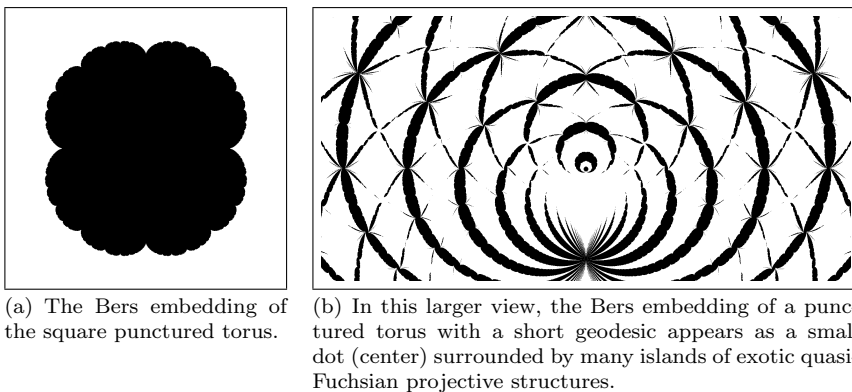 (a) The Bers embedding of
the square punctured torus.
(b) In this larger view, the Bers embedding of a punc
tured torus with a short geodesic appears as a smal
dot (center) surrounded by many islands of exotic quasi
Fuchsian projective structures.